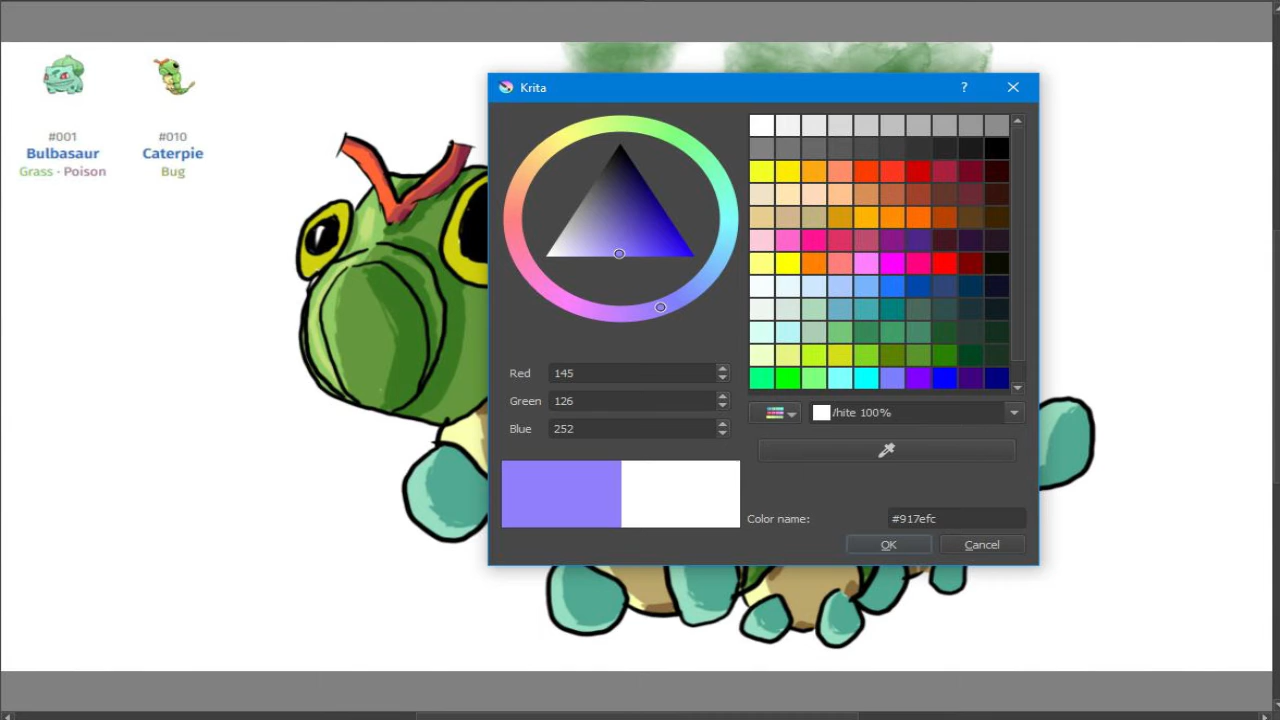 #001
Bulbasaur
Grass · Poison
#010
Caterpie
Bug
Krita
?
Red 145
Green 126
Blue 252
/hite 100%
Color name: #917efc
OK
Cancel